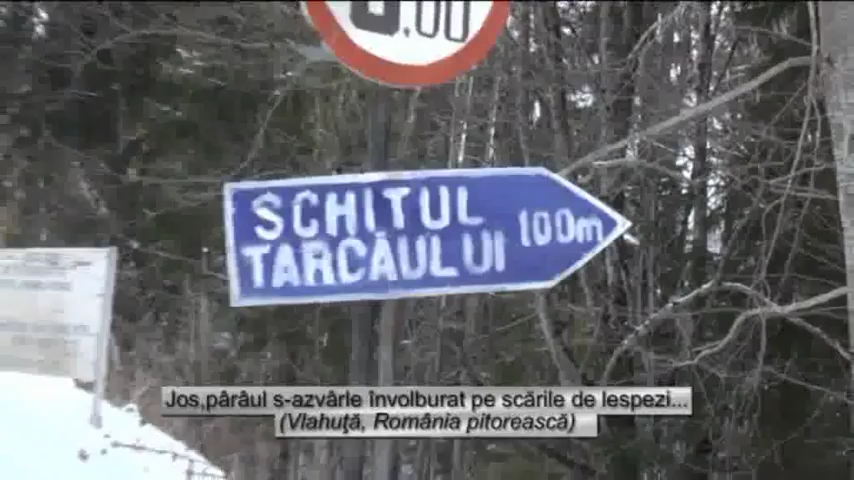 SCHITUL
TARCĂULUI
100m
Jos,pârâul s-azvârle învolburat pe scările de lespezi...
(Vlahuţă, România pitorească)